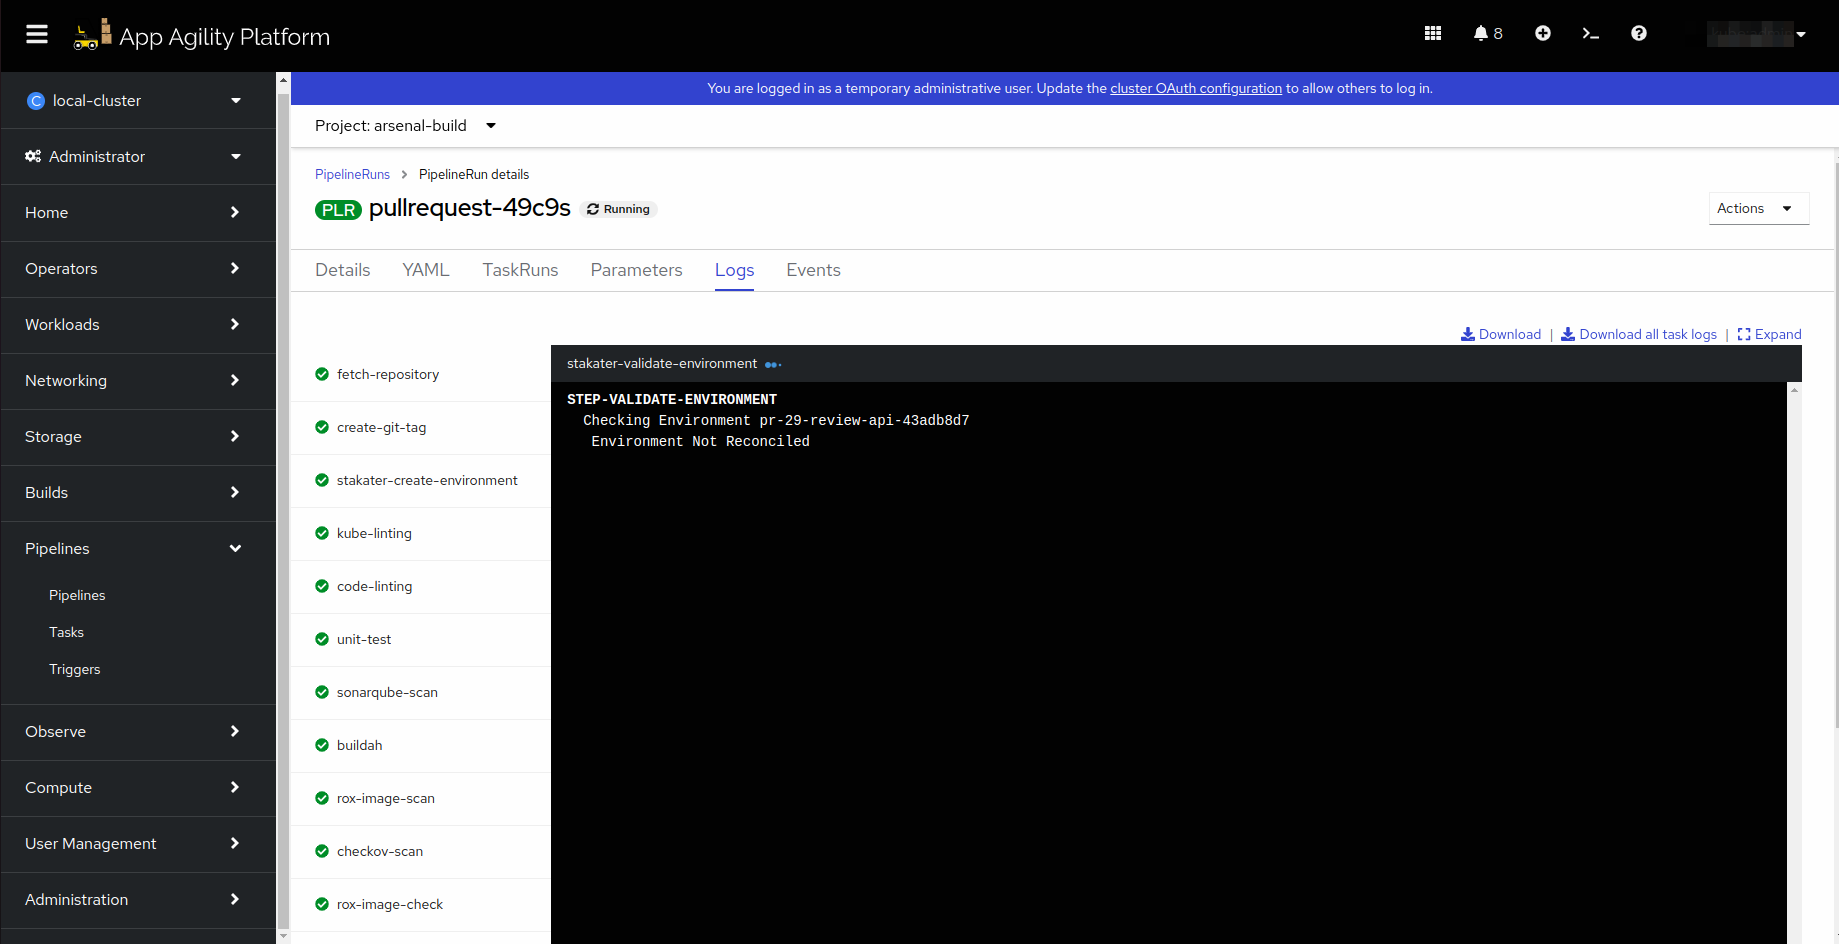 App Agility Platform
8
local-cluster
Administrator
Home
Operators
Workloads
Networking
Storage
Builds
Pipelines
Pipelines
Tasks
Triggers
Observe
Compute
User Management
Administration
You are logged in as a temporary administrative user. Update the cluster OAuth configuration to allow others to log in.
Project: arsenal-build
PipelineRuns > PipelineRun details
PLR pullrequest-49c9s Running
Actions
Details YAML TaskRuns Parameters Logs Events
Download | Download all task logs | Expand
fetch-repository
create-git-tag
stakater-create-environment
kube-linting
code-linting
unit-test
sonarqube-scan
buildah
rox-image-scan
checkov-scan
rox-image-check
stakater-validate-environment
STEP-VALIDATE-ENVIRONMENT
Checking Environment pr-29-review-api-43adb8d7
Environment Not Reconciled